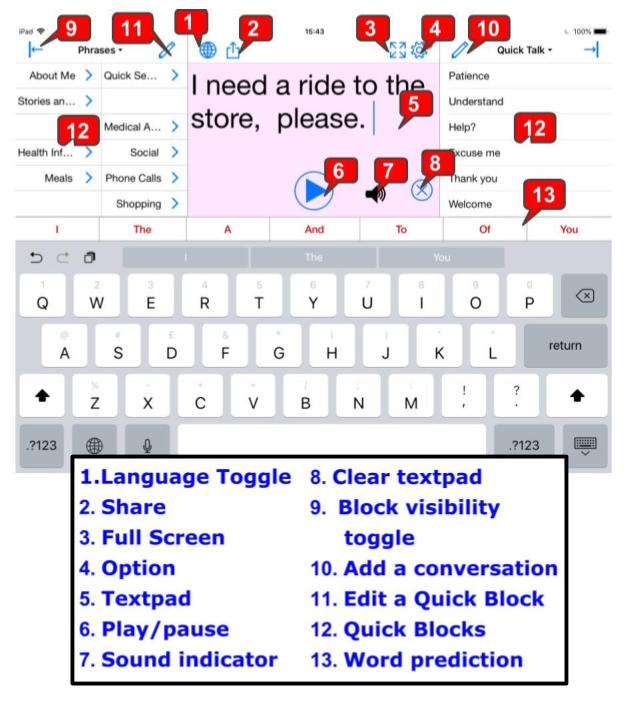 iPad 15:43 100%
9 11 1 2 3 4 10
Phrases Quick Talk
About Me Quick Se... Patience
Stories an... Understand
Medical A... Help?
Health Inf... Social Excuse me
Meals Phone Calls Thank you
Shopping Welcome
I need a ride to the
store, please.
5
12 12
6 7 8
13
I The A And To Of You
I The You
1 2 3 4 5 6 7 8 9 0
Q W E R T Y U I O P
@ # £ & * ( ) ' "
A S D F G H J K L return
% - + = / ; : ! ?
Z X C V B N M , .
.?123 .?123
1.Language Toggle
2. Share
3. Full Screen
4. Option
5. Textpad
6. Play/pause
7. Sound indicator
8. Clear textpad
9. Block visibility
toggle
10. Add a conversation
11. Edit a Quick Block
12. Quick Blocks
13. Word prediction